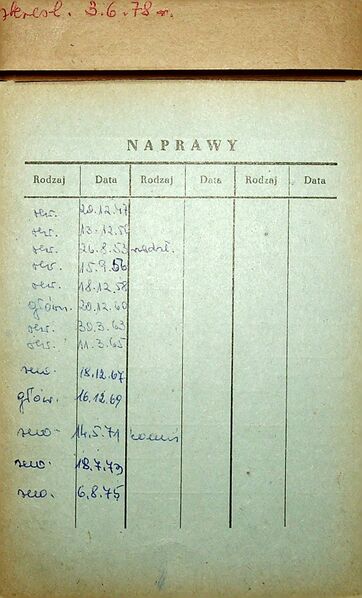 skreśl. 3.6.78 r.
NAPRAWY
Rodzaj Data Rodzaj Data Rodzaj Data
rew. 20.12.47
rew. 13.12.50
rew. 26.8.53
rew. 15.9.56
rew. 18.12.58
główn. 20.12.60
rew. 30.3.63
rew. 11.3.65
rew. 18.12.67
głów. 16.12.69
rew. 14.5.71
rew. 18.7.73
rew. 6.8.75